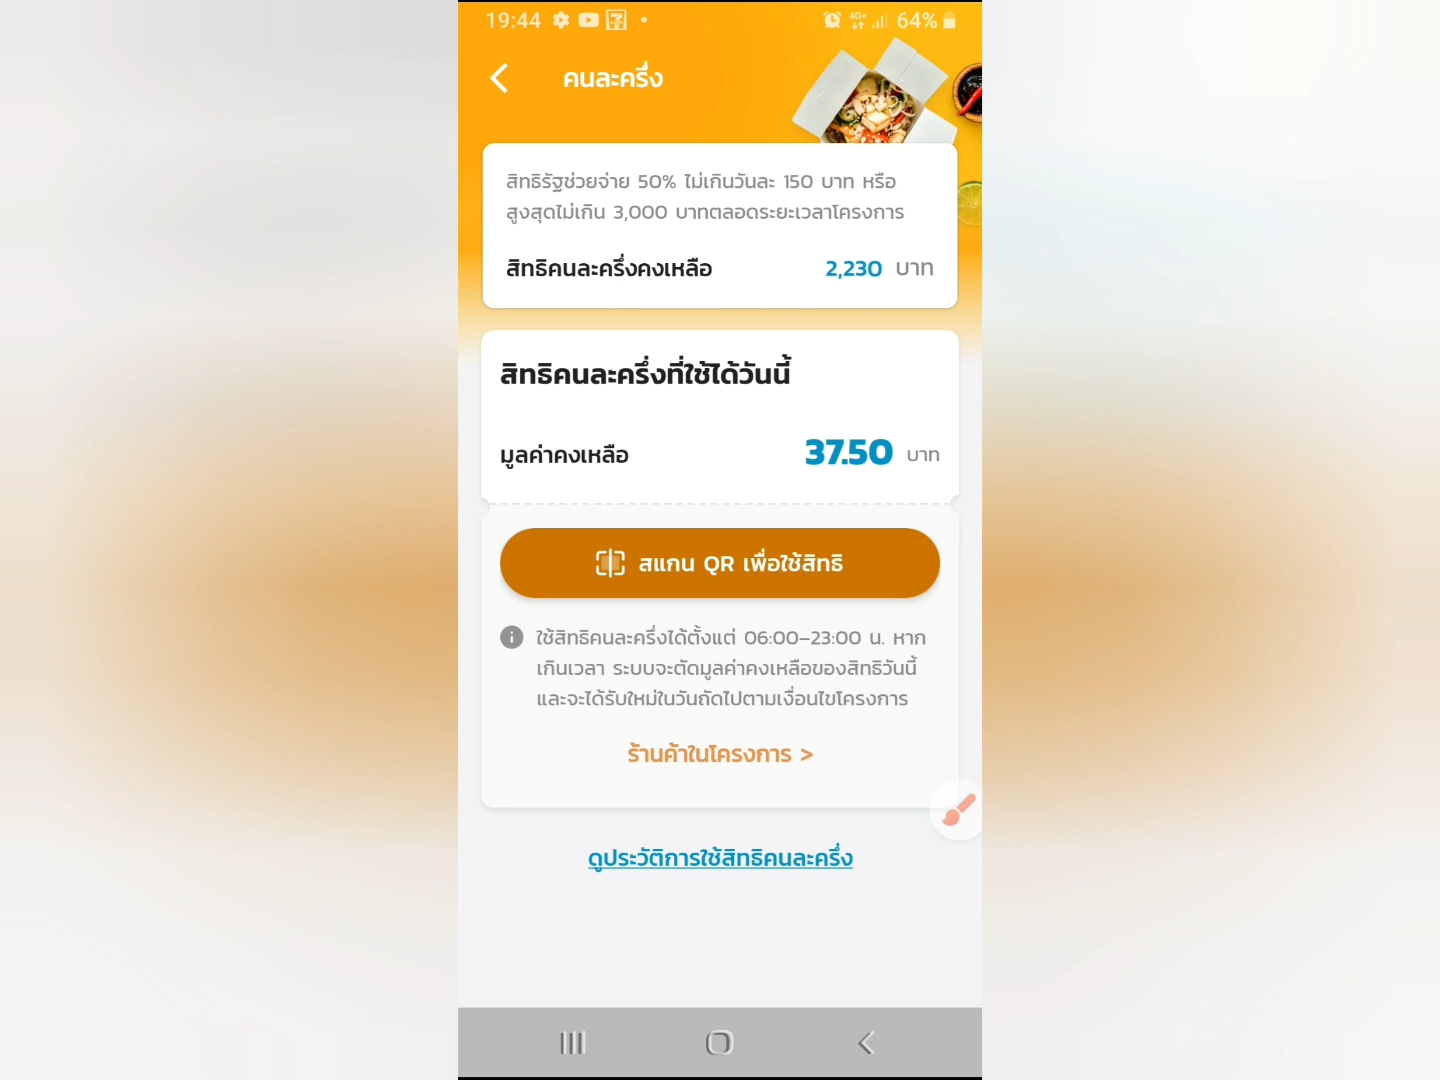 19:44 4G+ 64%
คนละครึ่ง
สิทธิรัฐช่วยจ่าย 50% ไม่เกินวันละ 150 บาท หรือ
สูงสุดไม่เกิน 3,000 บาทตลอดระยะเวลาโครงการ
สิทธิคนละครึ่งคงเหลือ 2,230 บาท
สิทธิคนละครึ่งที่ใช้ได้วันนี้
มูลค่าคงเหลือ 37.50 บาท
สแกน QR เพื่อใช้สิทธิ
ใช้สิทธิคนละครึ่งได้ตั้งแต่ 06:00–23:00 น. หาก
เกินเวลา ระบบจะตัดมูลค่าคงเหลือของสิทธิวันนี้
และจะได้รับใหม่ในวันถัดไปตามเงื่อนไขโครงการ
ร้านค้าในโครงการ >
ดูประวัติการใช้สิทธิคนละครึ่ง